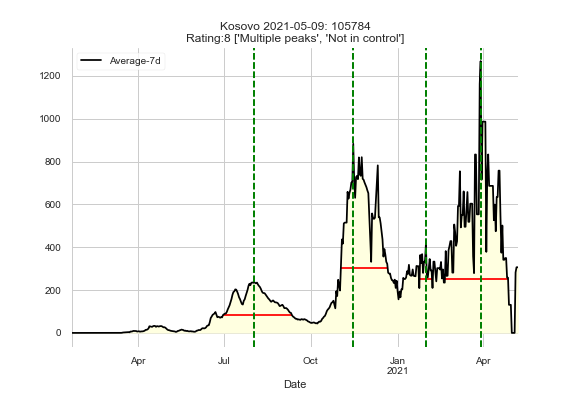 Kosovo 2021-05-09: 105784
Rating:8 ['Multiple peaks', 'Not in control']
Average-7d
1200
1000
800
600
400
200
0
Apr
Jul
Oct
Jan
2021
Apr
Date